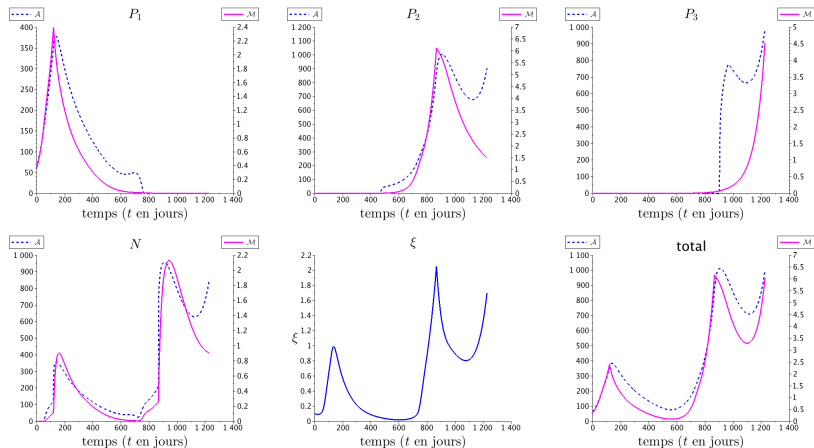 𝒜 P₁ ℳ
400 350 300 250 200 150 100 50 0
2.4 2.2 2 1.8 1.6 1.4 1.2 1 0.8 0.6 0.4 0.2 0
0 200 400 600 800 1 000 1 200 1 400
temps (t en jours)
𝒜 P₂ ℳ
1 100 1 000 900 800 700 600 500 400 300 200 100 0
7 6.5 6 5.5 5 4.5 4 3.5 3 2.5 2 1.5 1 0.5 0
0 200 400 600 800 1 000 1 200 1 400
temps (t en jours)
𝒜 P₃ ℳ
1 000 900 800 700 600 500 400 300 200 100 0
5 4.5 4 3.5 3 2.5 2 1.5 1 0.5 0
0 200 400 600 800 1 000 1 200 1 400
temps (t en jours)
𝒜 N ℳ
1 000 900 800 700 600 500 400 300 200 100 0
2.2 2 1.8 1.6 1.4 1.2 1 0.8 0.6 0.4 0.2 0
0 200 400 600 800 1 000 1 200 1 400
temps (t en jours)
ξ
ξ
2.2 2 1.8 1.6 1.4 1.2 1 0.8 0.6 0.4 0.2 0
0 200 400 600 800 1 000 1 200 1 400
temps (t en jours)
𝒜 total ℳ
1 100 1 000 900 800 700 600 500 400 300 200 100 0
7 6.5 6 5.5 5 4.5 4 3.5 3 2.5 2 1.5 1 0.5 0
0 200 400 600 800 1 000 1 200 1 400
temps (t en jours)